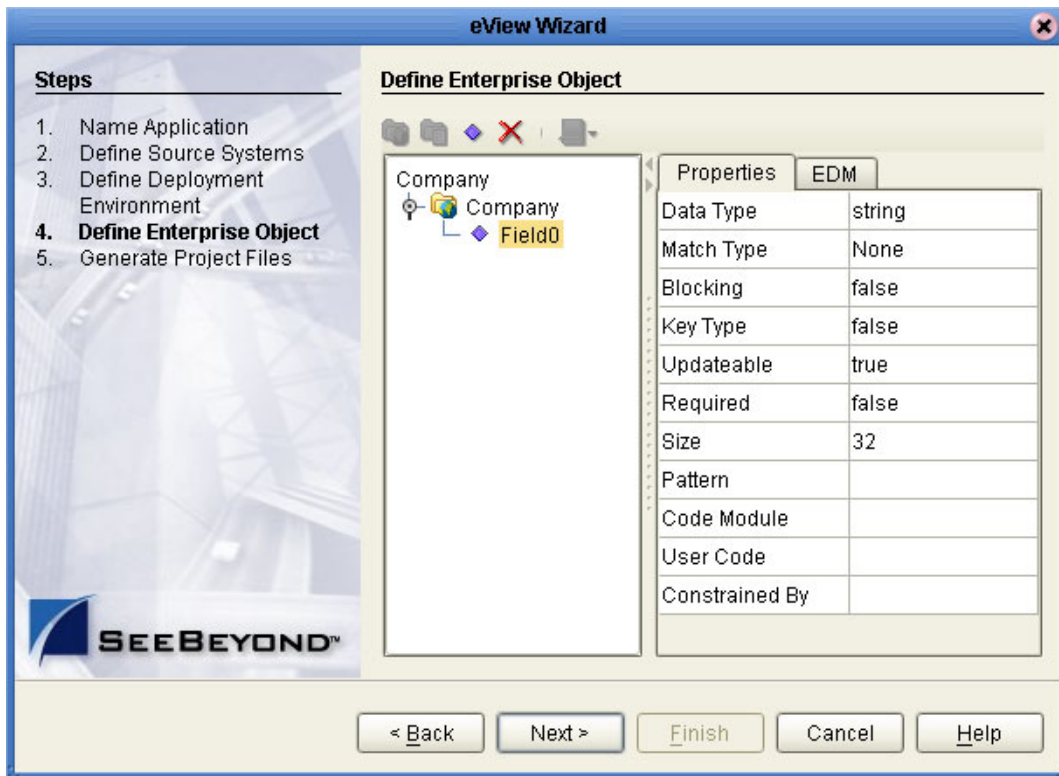 eView Wizard
Steps
1. Name Application
2. Define Source Systems
3. Define Deployment
Environment
4. Define Enterprise Object
5. Generate Project Files
SEEBEYOND™
Define Enterprise Object
Company
Company
Field0
Properties EDM
Data Type string
Match Type None
Blocking false
Key Type false
Updateable true
Required false
Size 32
Pattern
Code Module
User Code
Constrained By
< Back Next > Finish Cancel Help